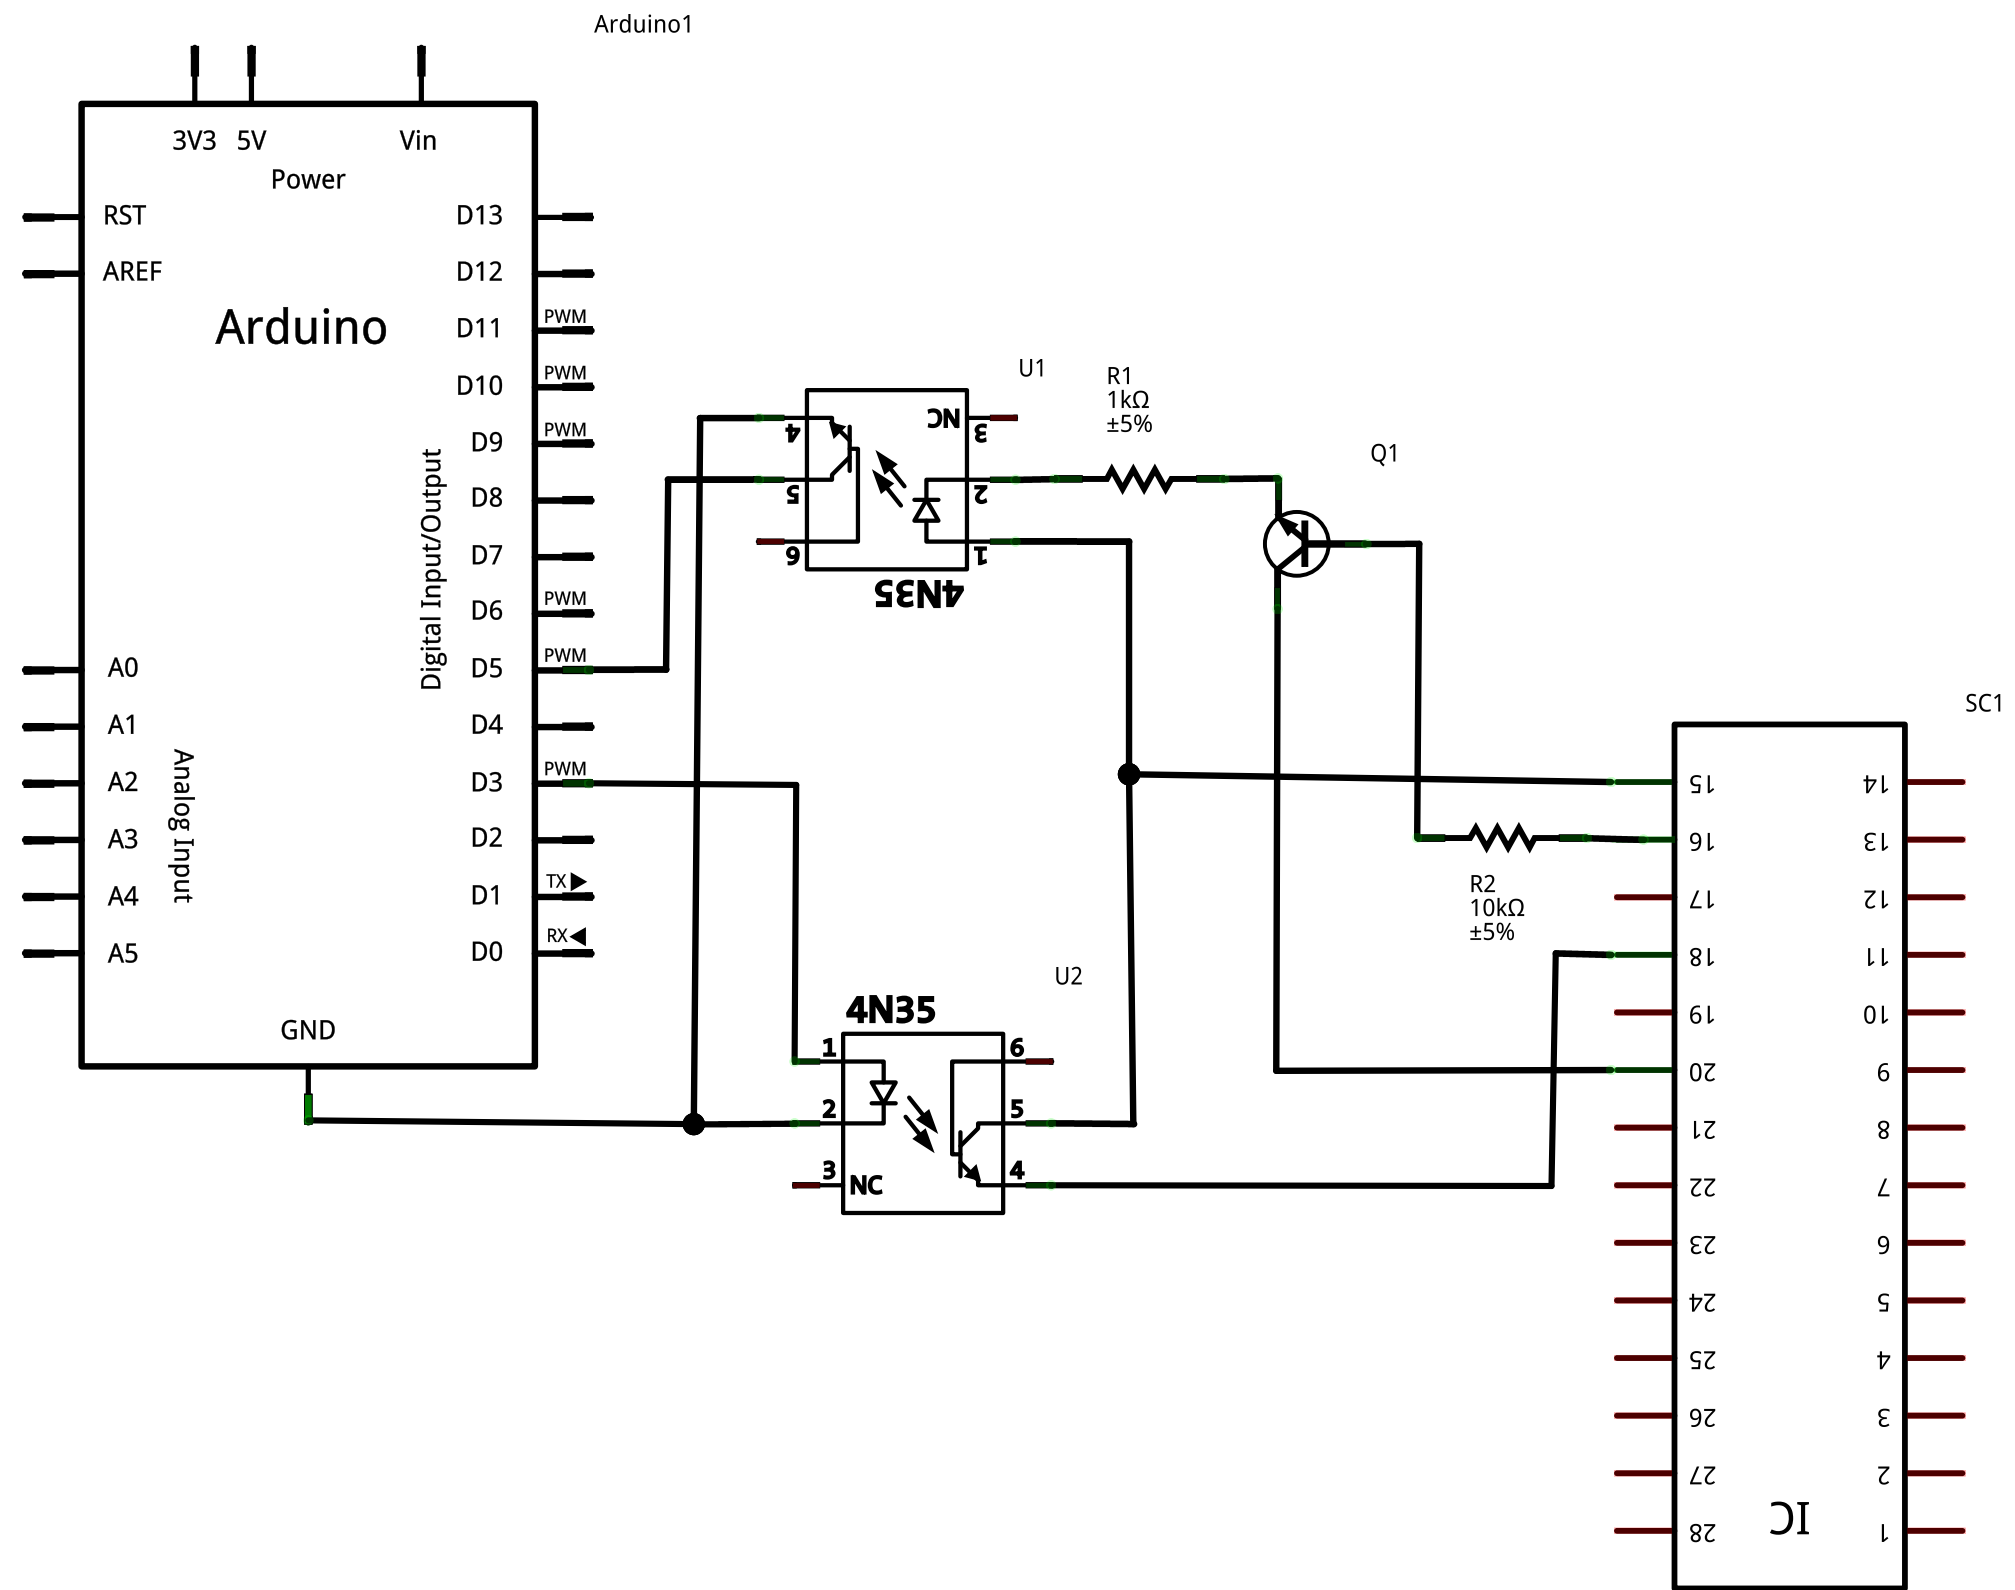 Arduino1
3V3 5V Vin
Power
RST
AREF
Arduino
A0
A1
A2
A3
A4
A5
Analog Input
Digital Input/Output
D13
D12
D11 PWM
D10 PWM
D9 PWM
D8
D7
D6 PWM
D5 PWM
D4
D3 PWM
D2
D1 TX
D0 RX
GND
U1
4
5
6
NC
3
2
1
4N35
R1
1kΩ
±5%
Q1
R2
10kΩ
±5%
U2
4N35
1
2
3
NC
6
5
4
SC1
15 14
16 13
17 12
18 11
19 10
20 9
21 8
22 7
23 6
24 5
25 4
26 3
27 2
28 1
IC